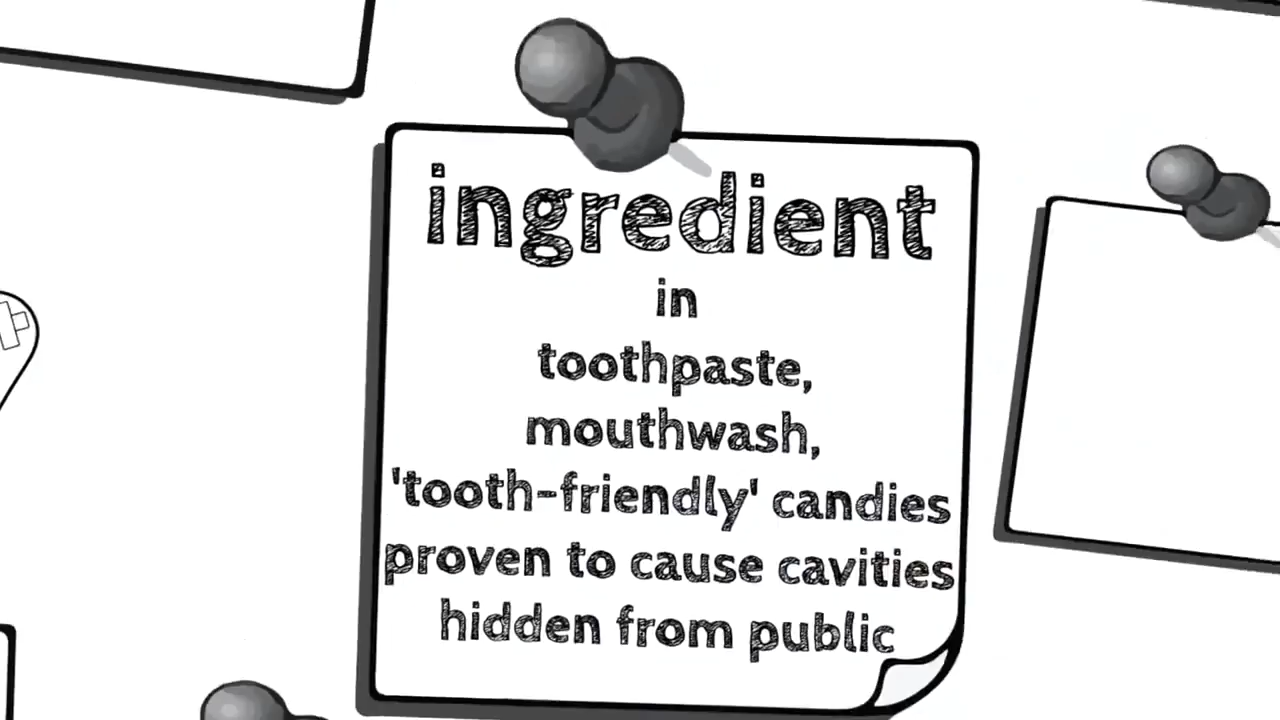 ingredient
in
toothpaste,
mouthwash,
'tooth-friendly' candies
proven to cause cavities
hidden from public